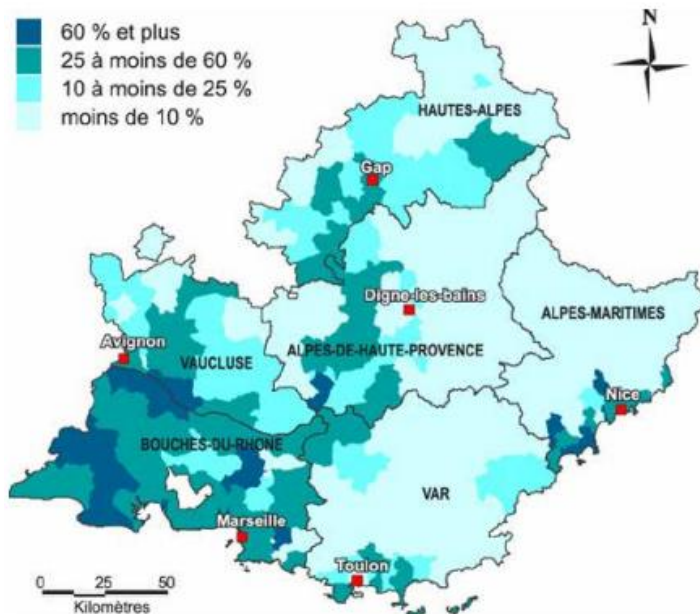 60 % et plus
25 à moins de 60 %
10 à moins de 25 %
moins de 10 %
N
HAUTES-ALPES
Gap
Digne-les-bains
ALPES-MARITIMES
Avignon
VAUCLUSE
ALPES-DE-HAUTE-PROVENCE
Nice
BOUCHES-DU-RHONE
VAR
Marseille
Toulon
0 25 50
Kilomètres